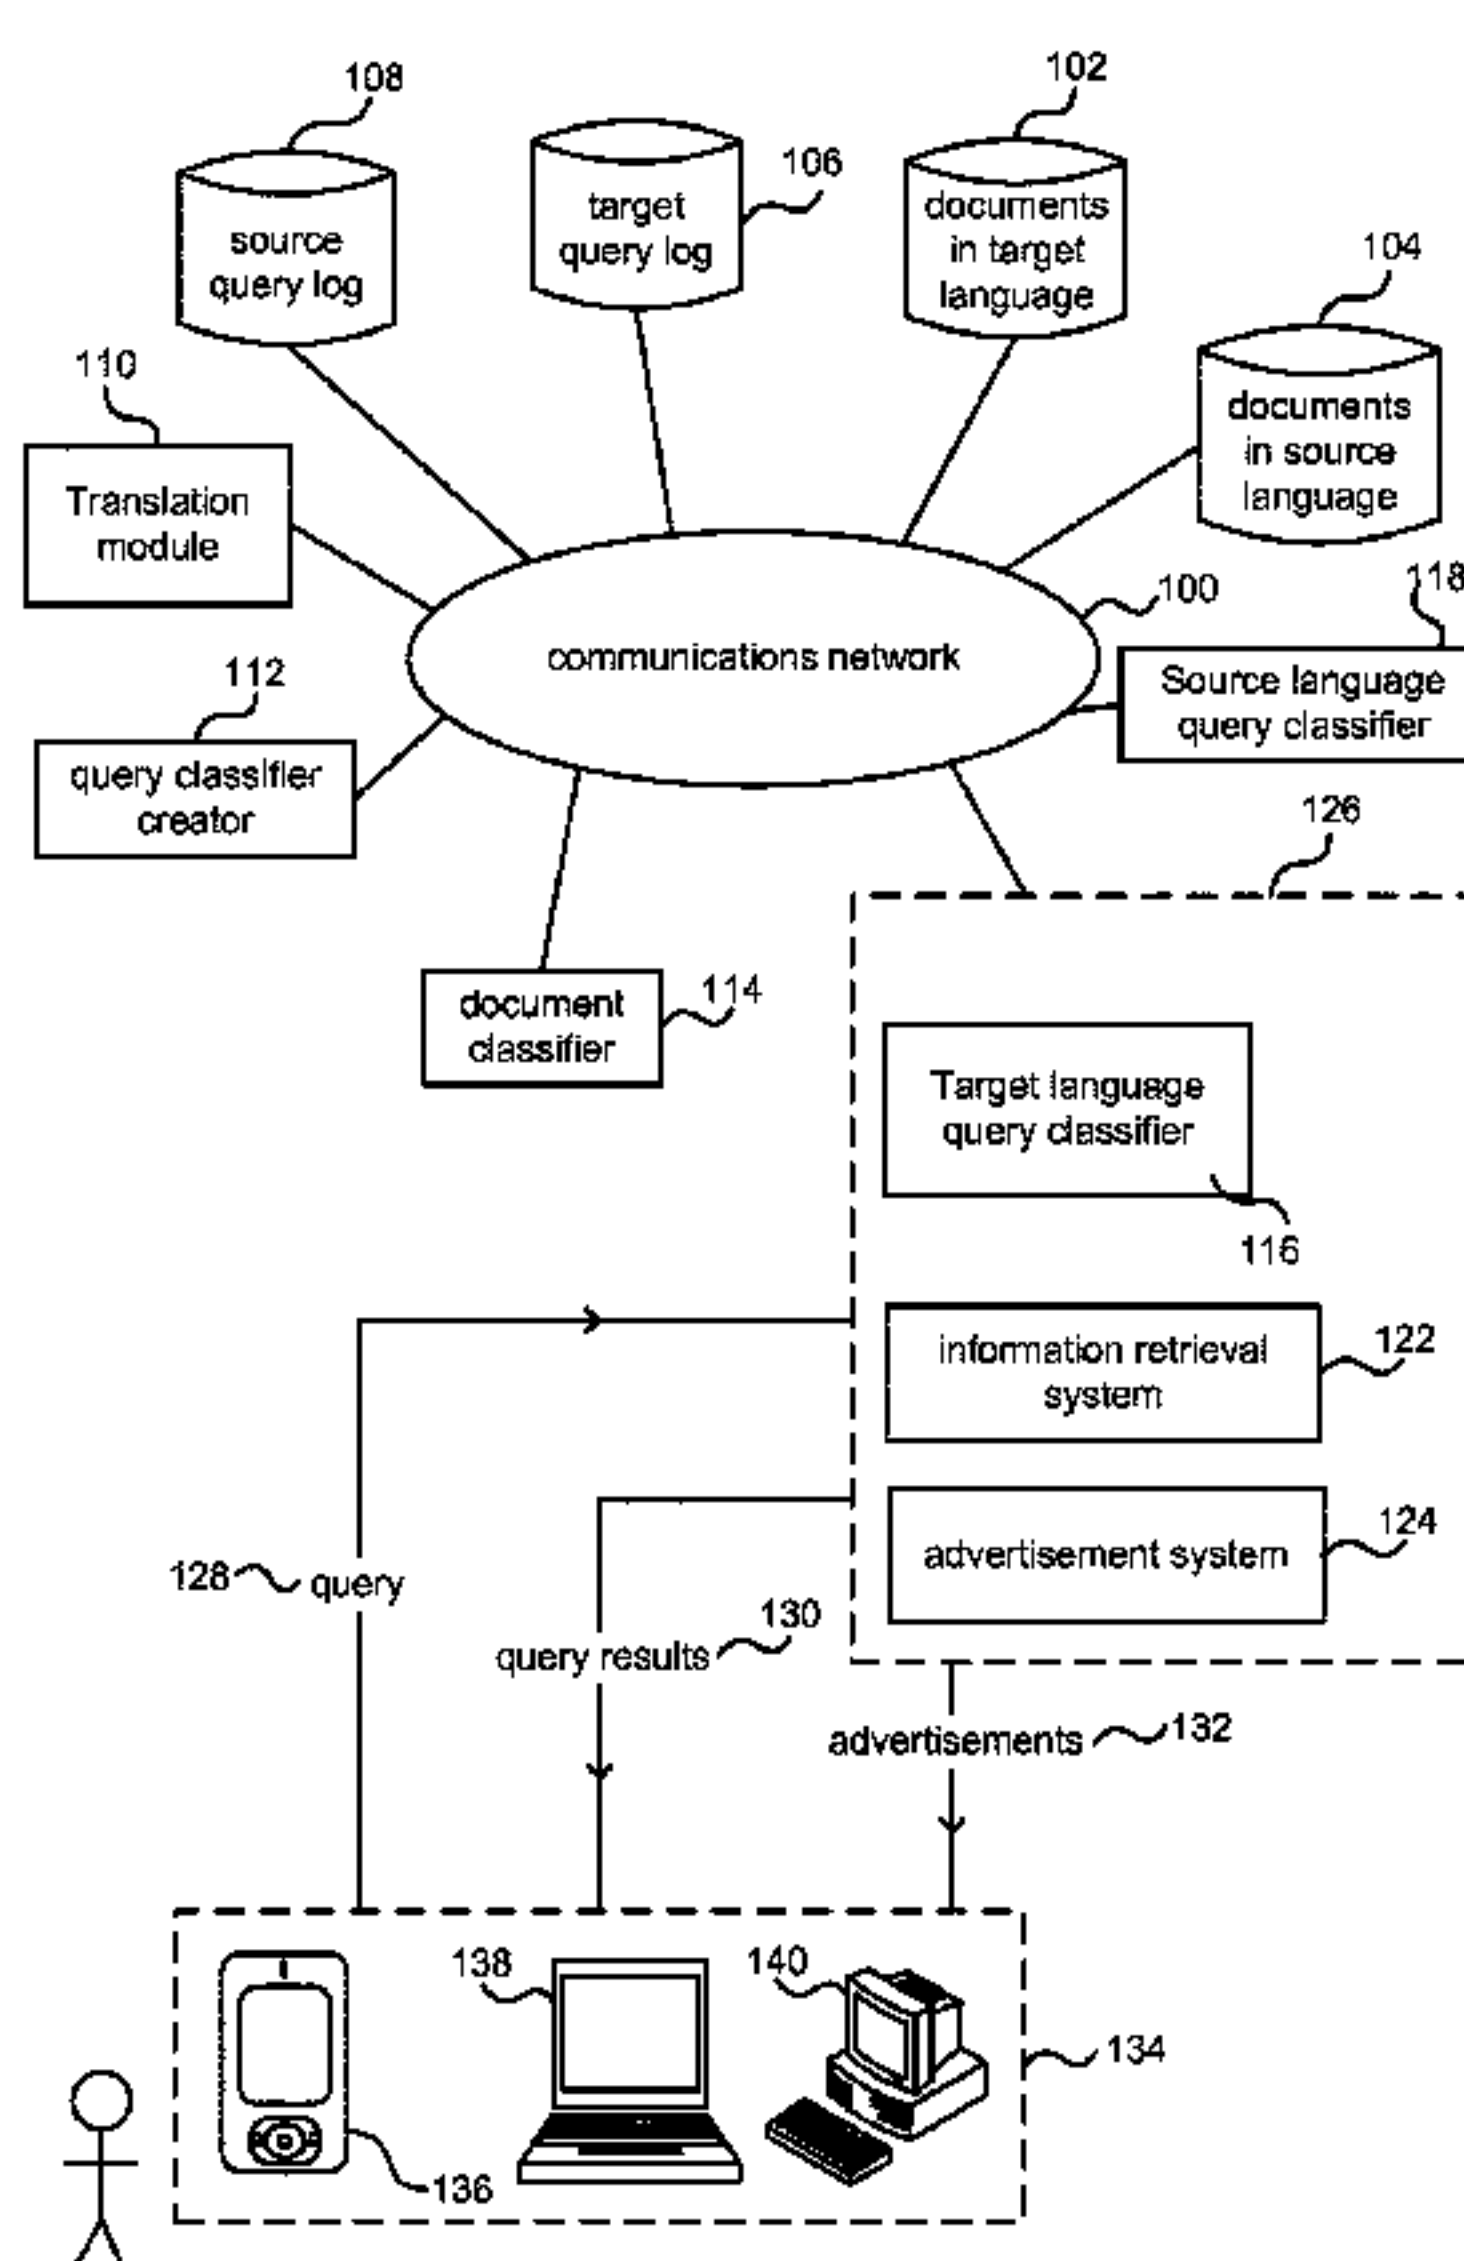 108
102
106
target
query log
documents
in target
language
source
query log
104
documents
in source
language
110
Translation
module
100
118
communications network
Source language
query classifier
112
query classifier
creator
126
114
document
classifier
Target language
query classifier
116
information retrieval
system
122
advertisement system
124
128
query
130
query results
132
advertisements
138
140
134
136